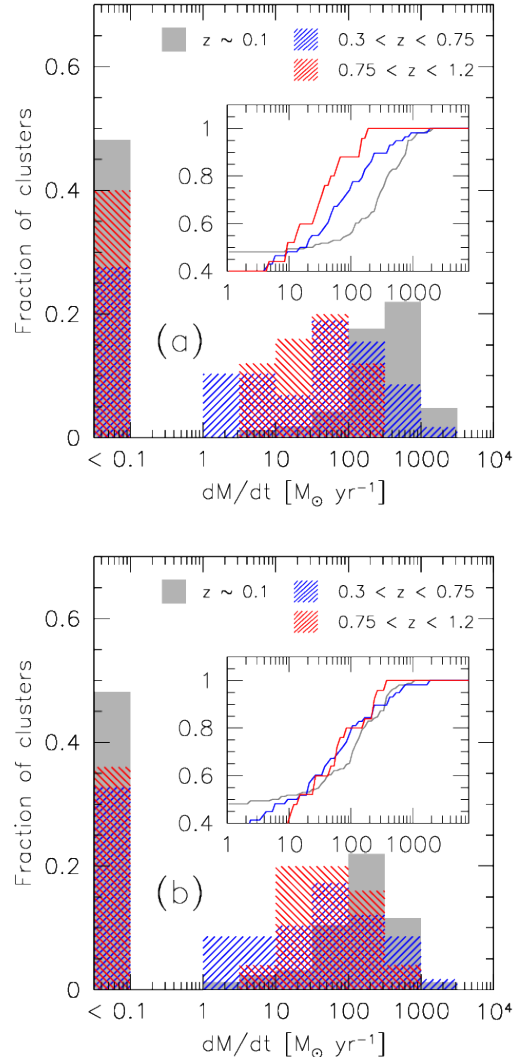 z ~ 0.1 0.3 < z < 0.75
0.75 < z < 1.2
0.6
0.4
0.2
0
Fraction of clusters
1
0.8
0.6
0.4
1 10 100 1000
(a)
< 0.1 1 10 100 1000 10⁴
dM/dt [M☉ yr⁻¹]
z ~ 0.1 0.3 < z < 0.75
0.75 < z < 1.2
0.6
0.4
0.2
0
Fraction of clusters
1
0.8
0.6
0.4
1 10 100 1000
(b)
< 0.1 1 10 100 1000 10⁴
dM/dt [M☉ yr⁻¹]